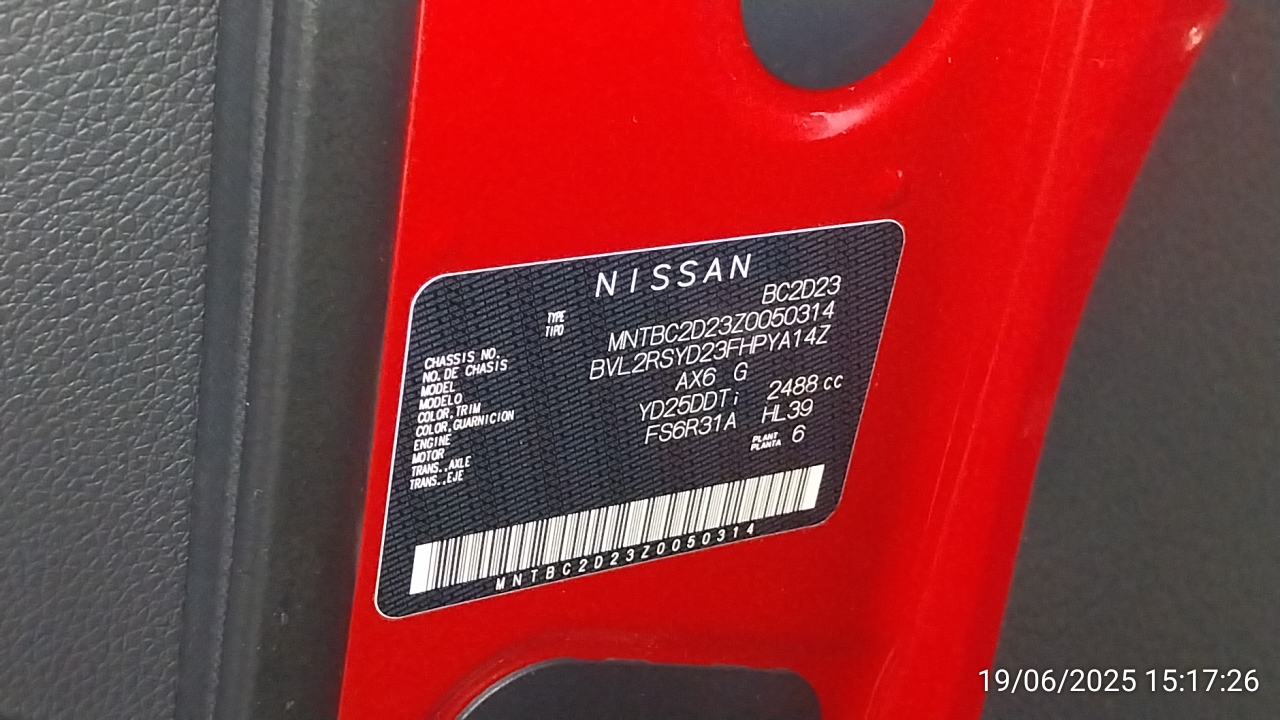 NISSAN
TYPE
TIPO
BC2D23
CHASSIS NO.
NO. DE CHASIS
MNTBC2D23Z0050314
MODEL
MODELO
BVL2RSYD23FHPYA14Z
COLOR,TRIM
COLOR,GUARNICION
AX6 G
ENGINE
MOTOR
YD25DDTi 2488 cc
TRANS.,AXLE
TRANS.,EJE
FS6R31A HL39
PLANT
PLANTA
6
MNTBC2D23Z0050314
19/06/2025 15:17:26